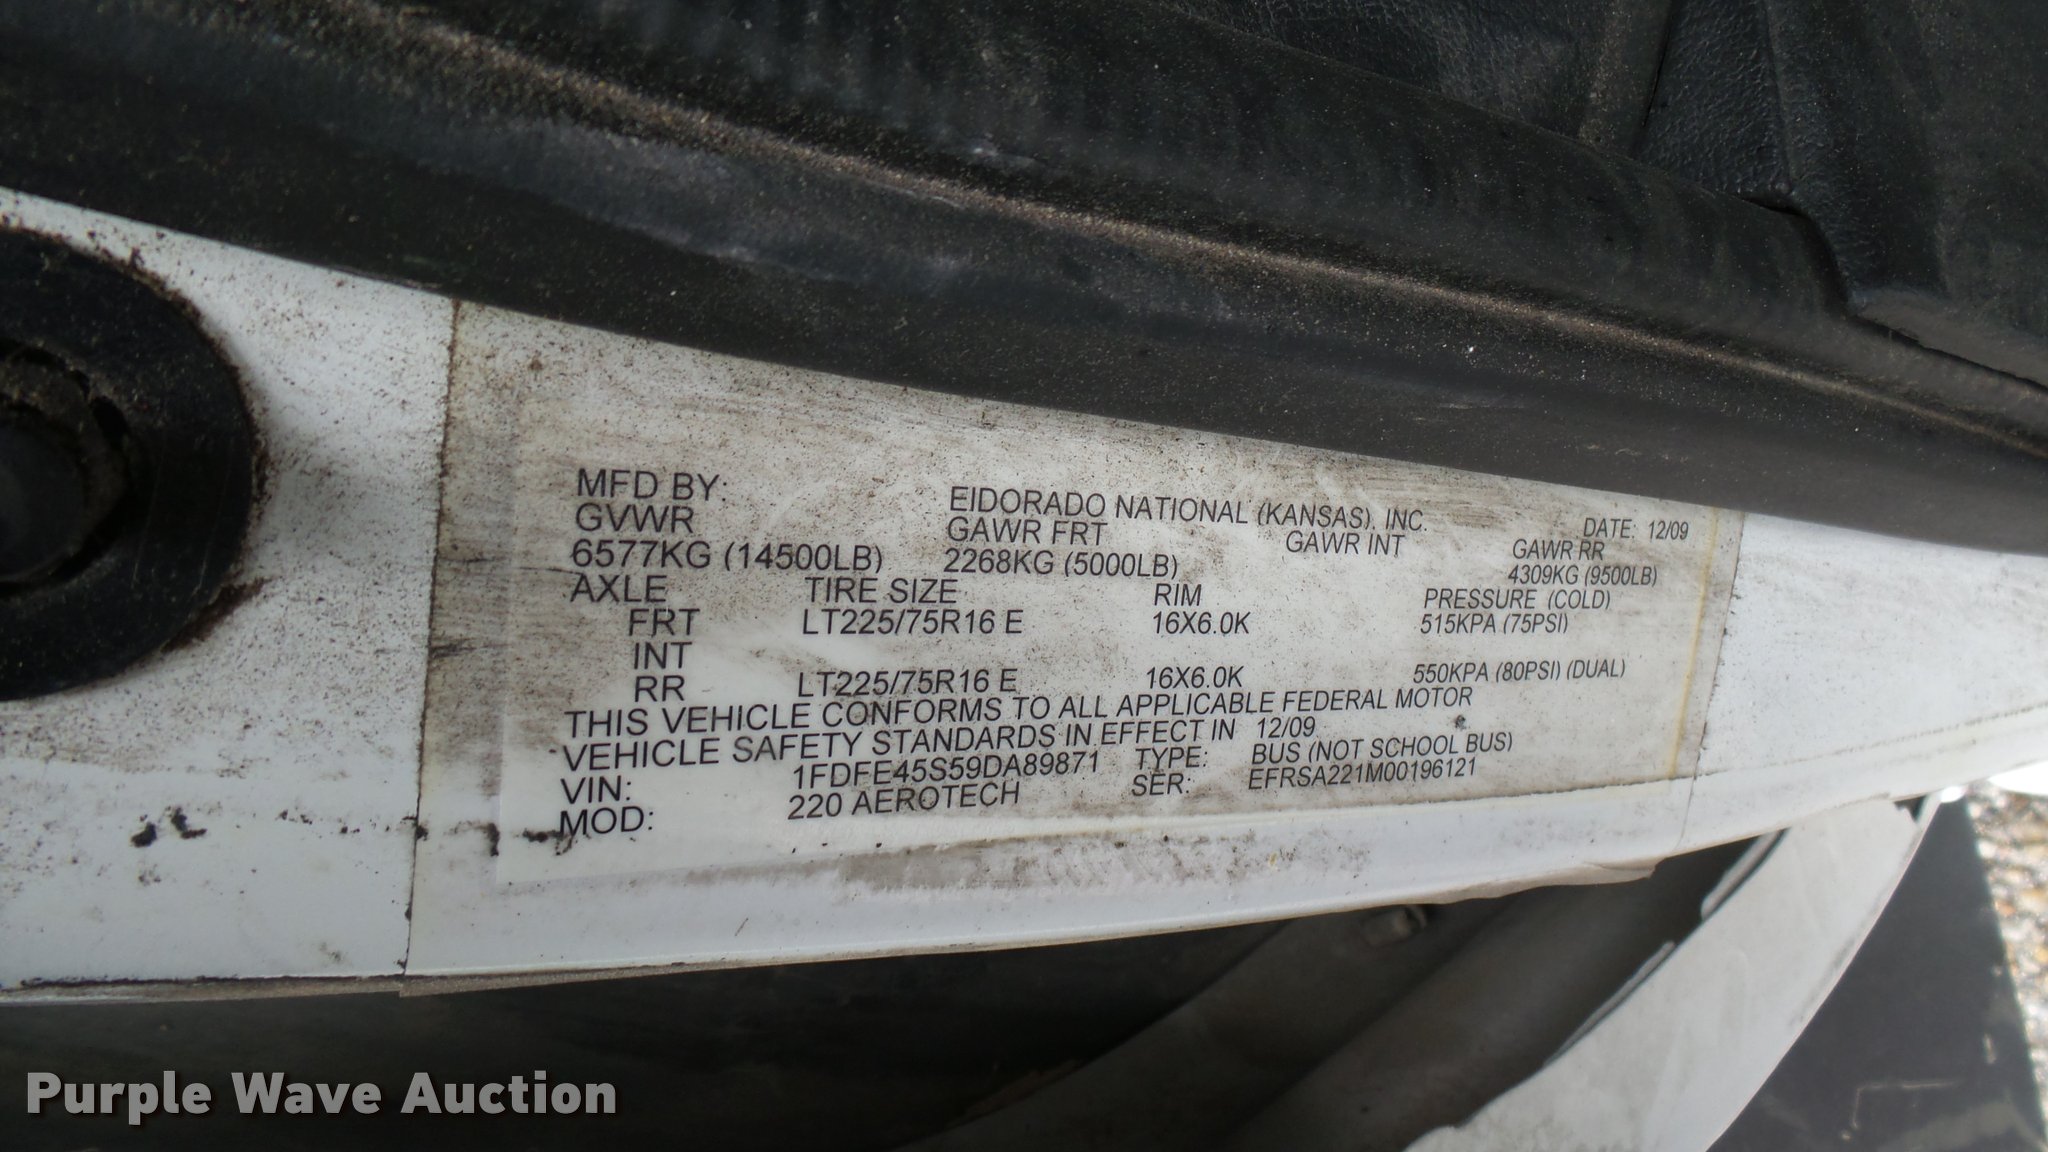 MFD BY: EIDORADO NATIONAL (KANSAS), INC. DATE: 12/09
GVWR GAWR FRT GAWR INT GAWR RR
6577KG (14500LB) 2268KG (5000LB) 4309KG (9500LB)
AXLE TIRE SIZE RIM PRESSURE (COLD)
FRT LT225/75R16 E 16X6.0K 515KPA (75PSI)
INT
RR LT225/75R16 E 16X6.0K 550KPA (80PSI) (DUAL)
THIS VEHICLE CONFORMS TO ALL APPLICABLE FEDERAL MOTOR
VEHICLE SAFETY STANDARDS IN EFFECT IN 12/09
VIN: 1FDFE45S59DA89871 TYPE: BUS (NOT SCHOOL BUS)
MOD: 220 AEROTECH SER: EFRSA221M00196121
Purple Wave Auction